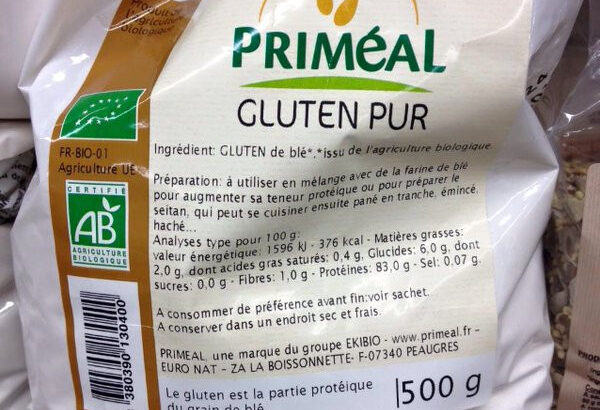 Produit de
l'agriculture
biologique
PRIMÉAL
GLUTEN PUR
FR-BIO-01
Agriculture UE
Ingrédient: GLUTEN de blé*.*issu de l'agriculture biologique.
Préparation: à utiliser en mélange avec de la farine de blé
pour augmenter sa teneur protéique ou pour préparer le
seitan, qui peut se cuisiner ensuite pané en tranche, émincé,
haché...
Analyses type pour 100 g:
valeur énergétique: 1596 kJ - 376 kcal - Matières grasses:
2,0 g, dont acides gras saturés: 0,4 g, Glucides: 6,0 g, dont
sucres: 0,0 g - Fibres: 1,0 g - Protéines: 83,0 g - Sel: 0,07 g.
CERTIFIÉ
AB
AGRICULTURE
BIOLOGIQUE
A consommer de préférence avant fin:voir sachet.
A conserver dans un endroit sec et frais.
PRIMEAL, une marque du groupe EKIBIO - www.primeal.fr -
EURO NAT - ZA LA BOISSONNETTE- F-07340 PEAUGRES
380390 130400
Le gluten est la partie protéique
du grain de blé
500 g